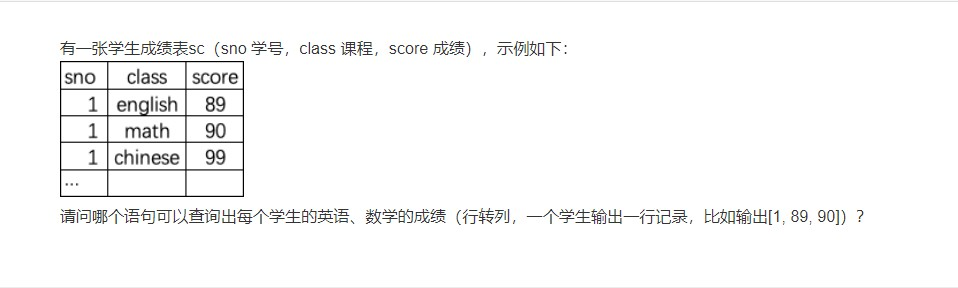 有一张学生成绩表sc（sno 学号，class 课程，score 成绩），示例如下：
sno class score
1 english 89
1 math 90
1 chinese 99
...
请问哪个语句可以查询出每个学生的英语、数学的成绩（行转列，一个学生输出一行记录，比如输出[1, 89, 90]）？